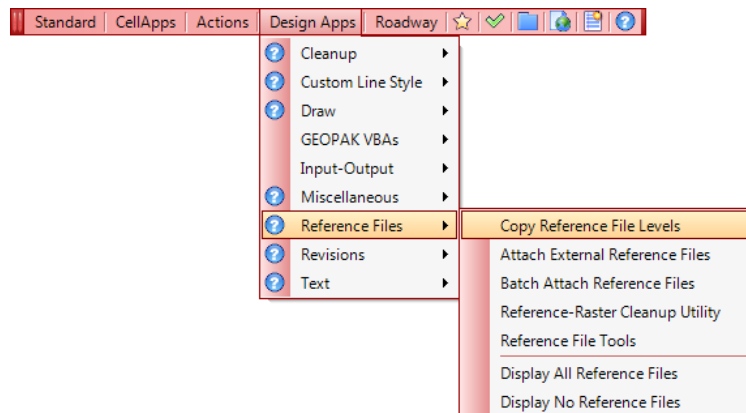 Standard CellApps Actions Design Apps Roadway
Cleanup
Custom Line Style
Draw
GEOPAK VBAs
Input-Output
Miscellaneous
Reference Files
Revisions
Text
Copy Reference File Levels
Attach External Reference Files
Batch Attach Reference Files
Reference-Raster Cleanup Utility
Reference File Tools
Display All Reference Files
Display No Reference Files